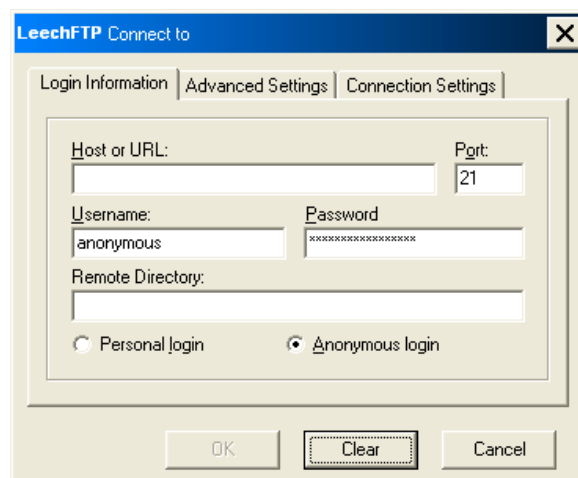 LeechFTP Connect to
Login Information Advanced Settings Connection Settings
Host or URL: Port:
21
Username: Password
anonymous ×××××××××××××××××
Remote Directory:
Personal login Anonymous login
OK Clear Cancel